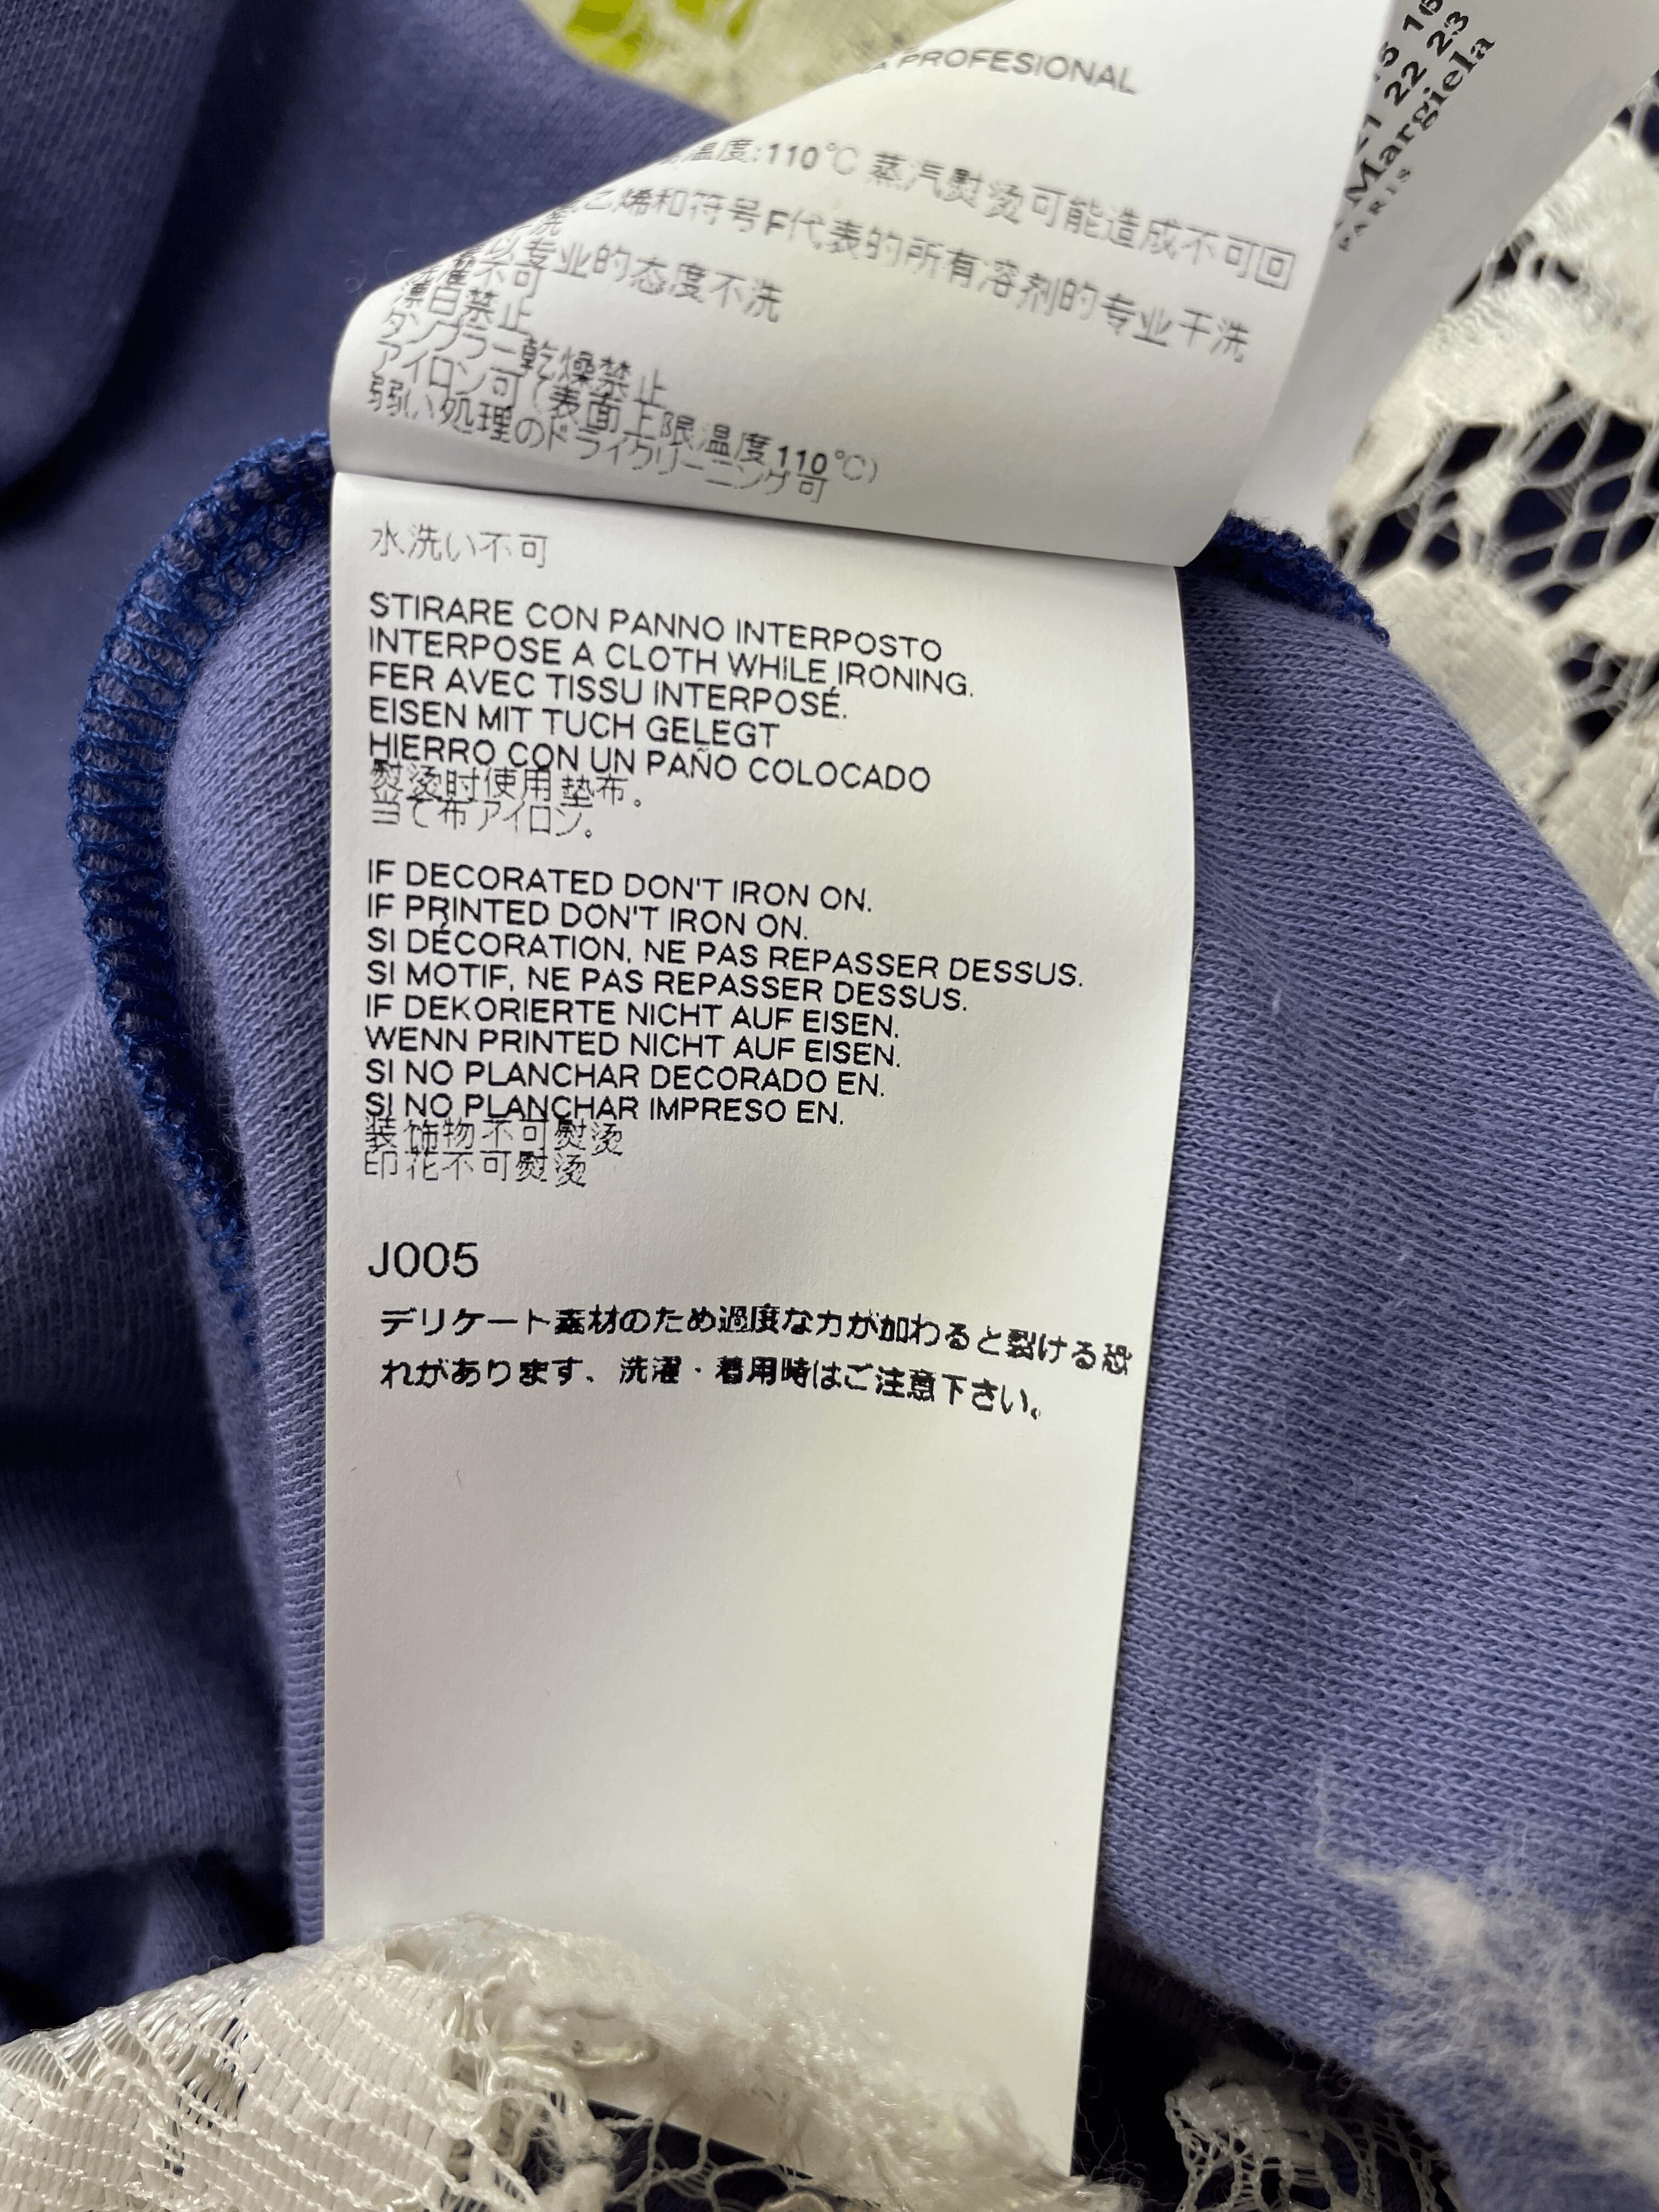 PROFESIONAL
温度:110℃ 蒸汽熨烫可能造成不可回
乙烯和符号F代表的所有溶剂的专业干洗
以专业的态度不洗
不可
漂白禁止
タンブラー乾燥禁止
アイロン可(表面上限温度110℃)
弱い処理のドライクリーニング可
水洗い不可
STIRARE CON PANNO INTERPOSTO
INTERPOSE A CLOTH WHILE IRONING.
FER AVEC TISSU INTERPOSÉ.
EISEN MIT TUCH GELEGT
HIERRO CON UN PAÑO COLOCADO
熨烫时使用垫布。
当て布アイロン。
IF DECORATED DON'T IRON ON.
IF PRINTED DON'T IRON ON.
SI DÉCORATION, NE PAS REPASSER DESSUS.
SI MOTIF, NE PAS REPASSER DESSUS.
IF DEKORIERTE NICHT AUF EISEN.
WENN PRINTED NICHT AUF EISEN.
SI NO PLANCHAR DECORADO EN.
SI NO PLANCHAR IMPRESO EN.
装饰物不可熨烫
印花不可熨烫
J005
デリケート素材のため過度な力が加わると裂ける恐
れがあります、洗濯・着用時はご注意下さい。
16
22 23
Margiela
PARIS